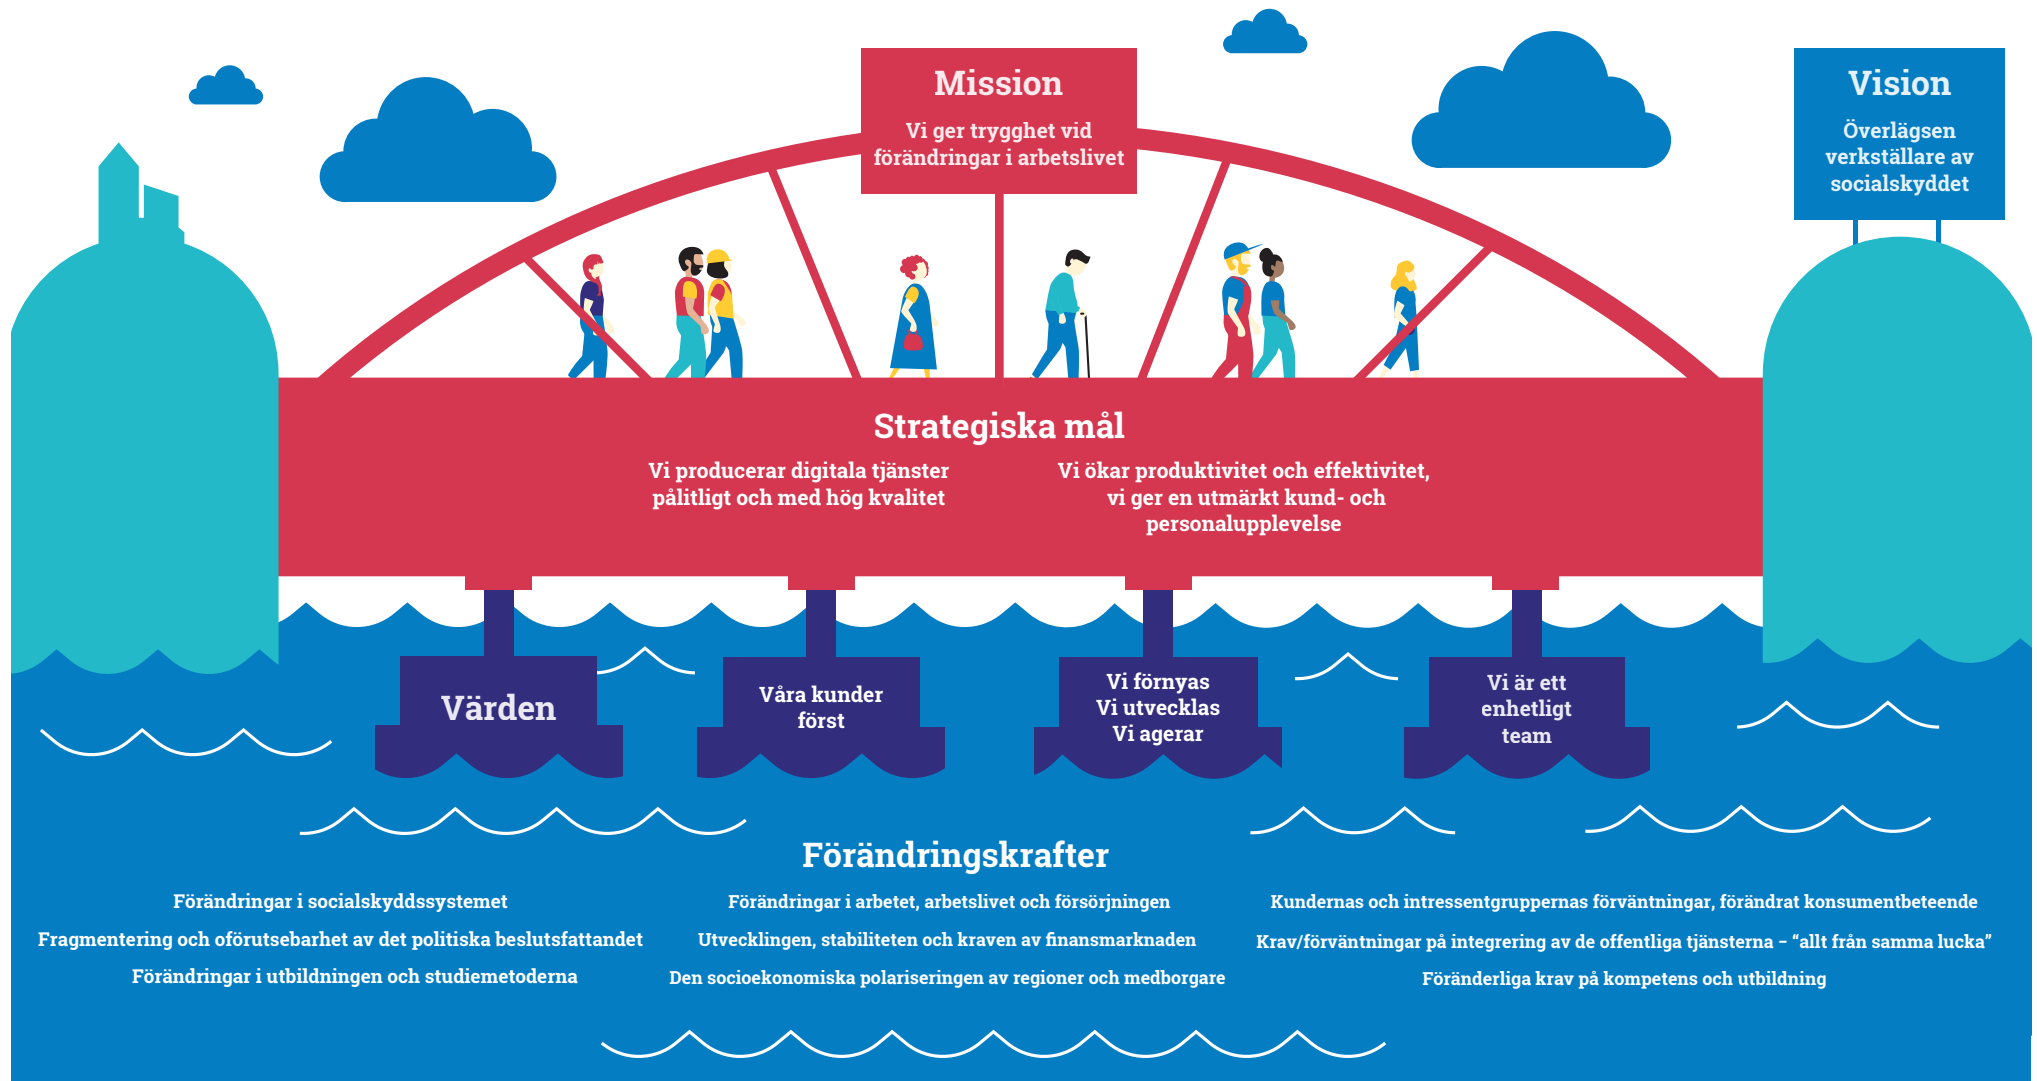 Mission
Vi ger trygghet vid
förändringar i arbetslivet
Vision
Överlägsen
verkställare av
socialskyddet
Strategiska mål
Vi producerar digitala tjänster
pålitligt och med hög kvalitet
Vi ökar produktivitet och effektivitet,
vi ger en utmärkt kund- och
personalupplevelse
Värden
Våra kunder
först
Vi förnyas
Vi utvecklas
Vi agerar
Vi är ett
enhetligt
team
Förändringskrafter
Förändringar i socialskyddssystemet
Fragmentering och oförutsebarhet av det politiska beslutsfattandet
Förändringar i utbildningen och studiemetoderna
Förändringar i arbetet, arbetslivet och försörjningen
Utvecklingen, stabiliteten och kraven av finansmarknaden
Den socioekonomiska polariseringen av regioner och medborgare
Kundernas och intressentgruppernas förväntningar, förändrat konsumentbeteende
Krav/förväntningar på integrering av de offentliga tjänsterna – “allt från samma lucka”
Föränderliga krav på kompetens och utbildning